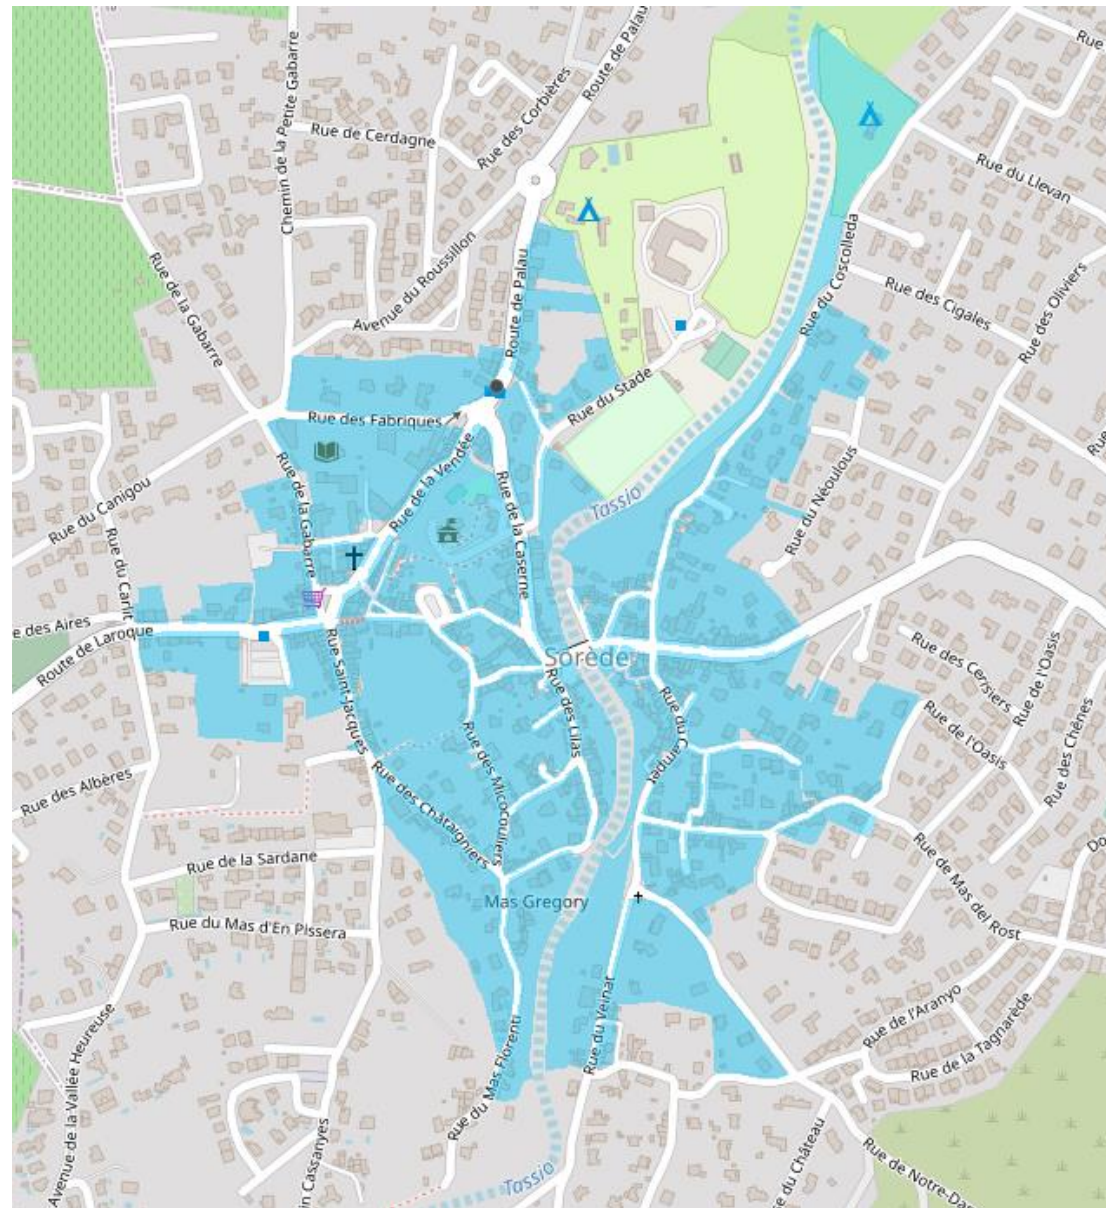 Route de Palau
Rue
Chemin de la Petite Gabarre
Rue des Corbières
Rue de Cerdagne
Rue du Llevan
Rue du Coscolleda
Rue de la Gabarre
Avenue du Roussillon
Route de Palau
Rue des Cigales
Rue des Oliviers
Rue du Stade
Rue des Fabriques
Rue de la Vendée
Rue
Rue de la Gabarre
Rue du Canigou
Rue de la Caserne
Tassio
Rue du Néoulous
Rue du Carlit
e des Aires
Route de Laroque
Rue Saint-Jacques
Sorède
Rue des Lilas
Rue du Camper
Rue des Cerisiers
Rue de l'Oasis
Rue de l'Oasis
Rue des Chênes
Rue des Albères
Rue des Micocouliers
Rue des Châtaigniers
Rue de la Sardane
Do
Rue de Mas del Rost
Mas Gregory
Rue du Mas d'En Pissera
Rue du Veinat
Rue de l'Aranyo
Rue de la Tagnarède
Avenue de la Vallée Heureuse
Rue du Mas Florenti
in Cassanyes
Tassio
e du Château
Rue de Notre-Da